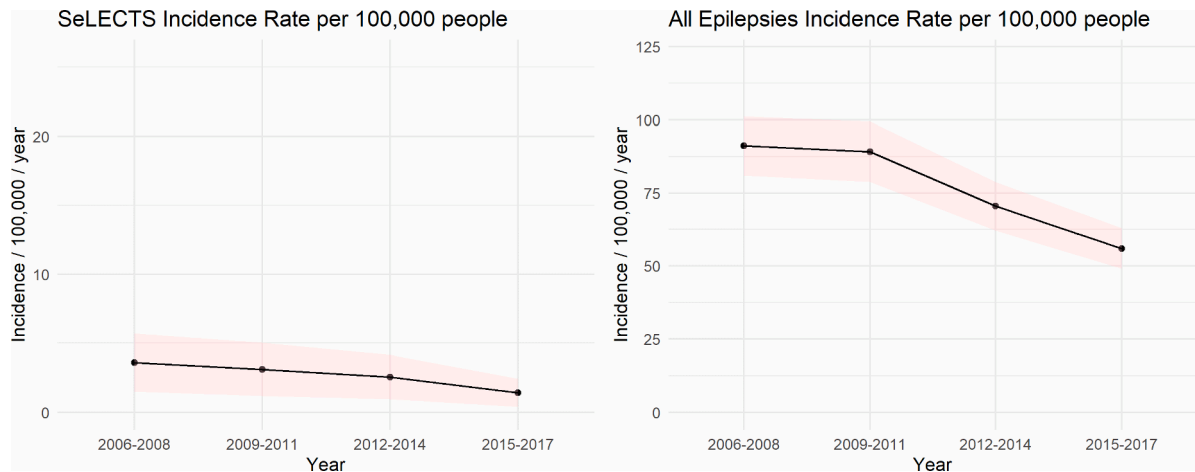 SeLECTS Incidence Rate per 100,000 people
Incidence / 100,000 / year
20
10
0
2006-2008 2009-2011 2012-2014 2015-2017
Year
All Epilepsies Incidence Rate per 100,000 people
Incidence / 100,000 / year
125
100
75
50
25
0
2006-2008 2009-2011 2012-2014 2015-2017
Year